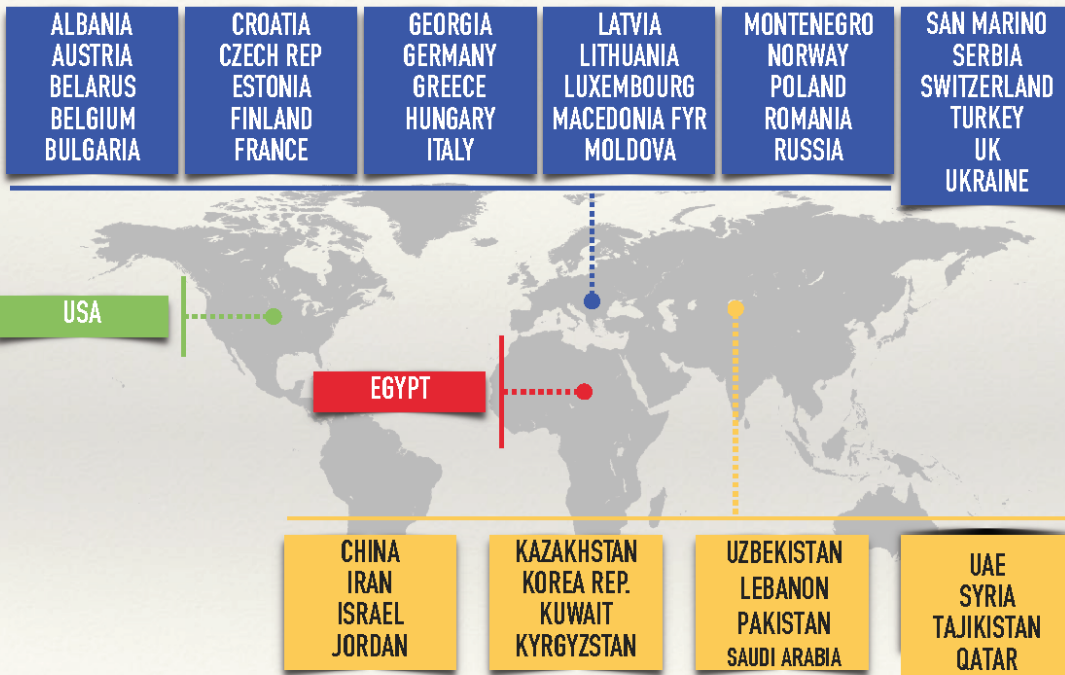 ALBANIA
AUSTRIA
BELARUS
BELGIUM
BULGARIA
CROATIA
CZECH REP
ESTONIA
FINLAND
FRANCE
GEORGIA
GERMANY
GREECE
HUNGARY
ITALY
LATVIA
LITHUANIA
LUXEMBOURG
MACEDONIA FYR
MOLDOVA
MONTENEGRO
NORWAY
POLAND
ROMANIA
RUSSIA
SAN MARINO
SERBIA
SWITZERLAND
TURKEY
UK
UKRAINE
USA
EGYPT
CHINA
IRAN
ISRAEL
JORDAN
KAZAKHSTAN
KOREA REP.
KUWAIT
KYRGYZSTAN
UZBEKISTAN
LEBANON
PAKISTAN
SAUDI ARABIA
UAE
SYRIA
TAJIKISTAN
QATAR